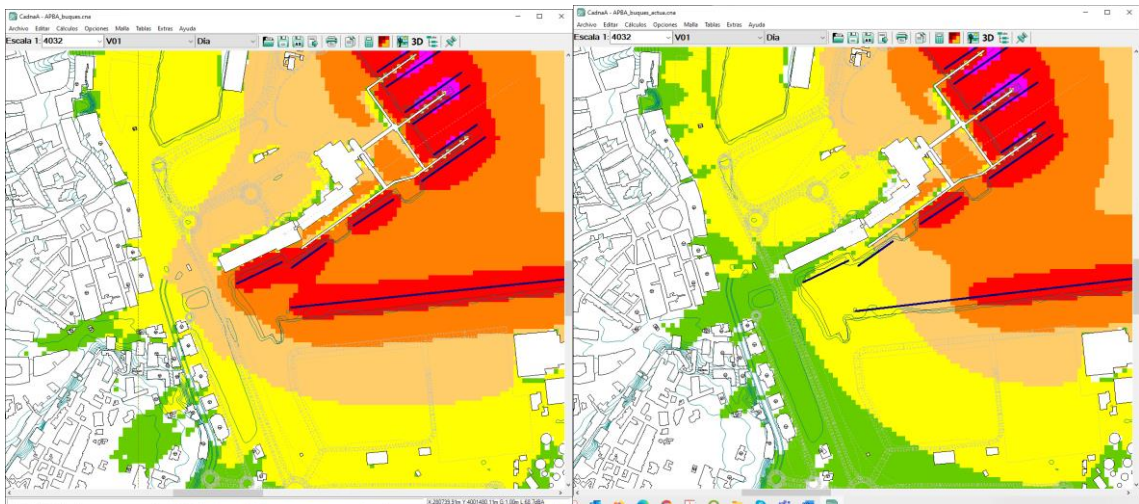 CadnaA - APBA_buques.cna
Archivo Editar Cálculos Opciones Malla Tablas Extras Ayuda
Escala 1: 4032 V01 Día 3D
CadnaA - APBA_buques_ertua.cna
Archivo Editar Cálculos Opciones Malla Tablas Extras Ayuda
Escala 1: 4032 V01 Día 3D